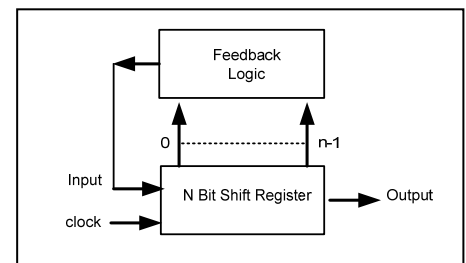 Feedback
Logic
0
n-1
Input
N Bit Shift Register
Output
clock